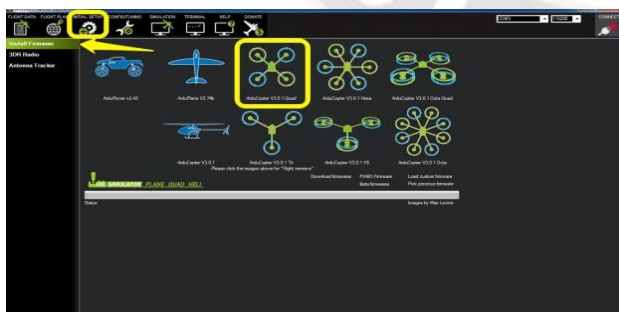 FLIGHT DATA FLIGHT PLAN INITIAL SETUP CONFIG/TUNING SIMULATION TERMINAL HELP DONATE
CONNECT
Install Firmware
3DR Radio
Antenna Tracker
ArduRover v2.42
ArduPlane V2.74b
ArduCopter V3.0.1 Quad
ArduCopter V3.0.1 Hexa
ArduCopter V3.0.1 Octa Quad
ArduCopter V3.0.1
ArduCopter V3.0.1 Tri
ArduCopter V3.0.1 Y6
ArduCopter V3.0.1 Octa
Please click the images above for "Flight versions"
Download firmwares
PX4IO Firmware
Load custom firmware
Beta firmwares
Pick previous firmware
SIMULATOR PLANE QUAD HELI
Status
Images by Max Levine